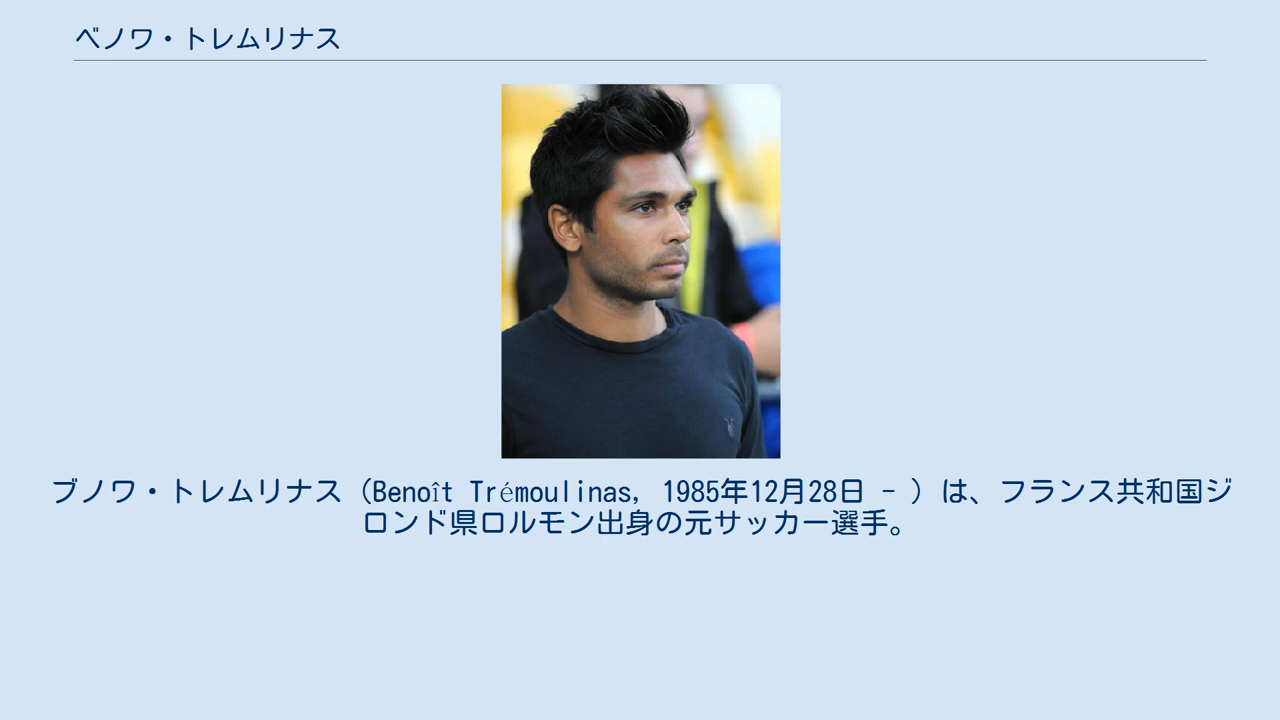 ベノワ・トレムリナス
ブノワ・トレムリナス（Benoît Trémoulinas, 1985年12月28日 - ）は、フランス共和国ジ
ロンド県ロルモン出身の元サッカー選手。